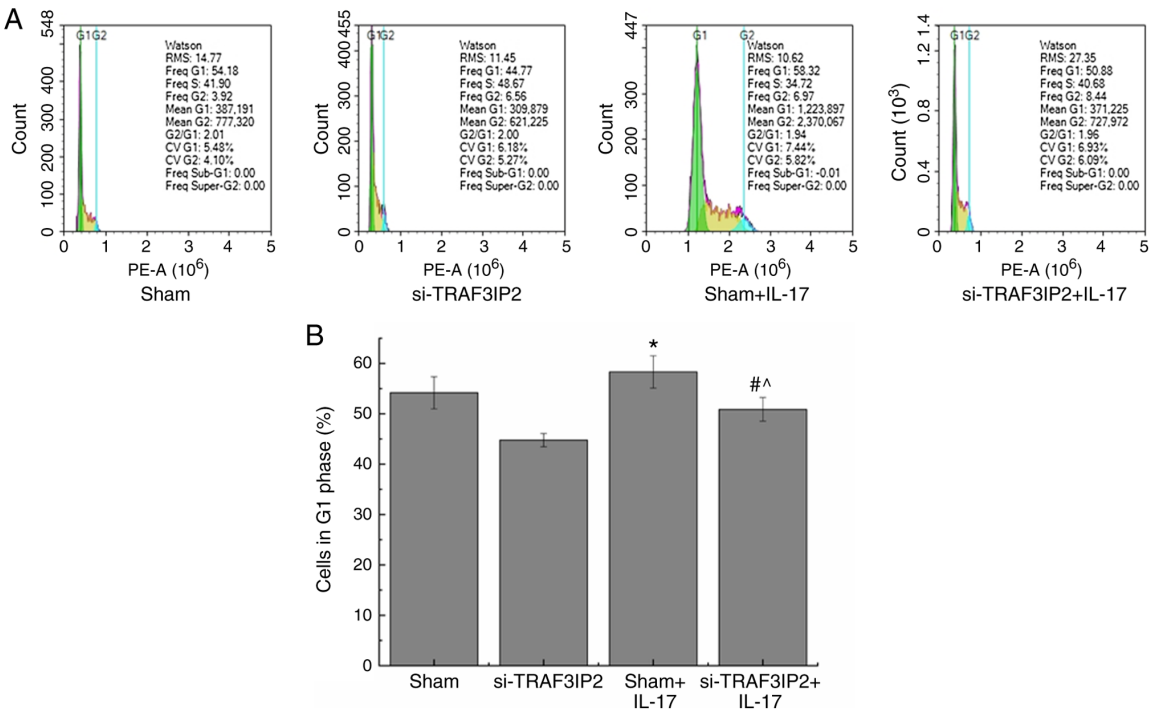 A
548
400
300
200
100
0
Count
G1G2
Watson
RMS: 14.77
Freq G1: 54.18
Freq S: 41.90
Freq G2: 3.92
Mean G1: 387,191
Mean G2: 777,320
G2/G1: 2.01
CV G1: 5.48%
CV G2: 4.10%
Freq Sub-G1: 0.00
Freq Super-G2: 0.00
0 1 2 3 4 5
PE-A (10⁶)
Sham
455
400
300
200
100
0
Count
G1G2
Watson
RMS: 11.45
Freq G1: 44.77
Freq S: 48.67
Freq G2: 6.56
Mean G1: 309,879
Mean G2: 621,225
G2/G1: 2.00
CV G1: 6.18%
CV G2: 5.27%
Freq Sub-G1: 0.00
Freq Super-G2: 0.00
0 1 2 3 4 5
PE-A (10⁶)
si-TRAF3IP2
447
300
200
100
0
Count
G1 G2
Watson
RMS: 10.62
Freq G1: 58.32
Freq S: 34.72
Freq G2: 6.97
Mean G1: 1,223,897
Mean G2: 2,370,067
G2/G1: 1.94
CV G1: 7.44%
CV G2: 5.82%
Freq Sub-G1: -0.01
Freq Super-G2: 0.00
0 1 2 3 4 5
PE-A (10⁶)
Sham+IL-17
1.4
1.2
0.8
0.4
0
Count (10³)
G1G2
Watson
RMS: 27.35
Freq G1: 50.88
Freq S: 40.68
Freq G2: 8.44
Mean G1: 371,225
Mean G2: 727,972
G2/G1: 1.96
CV G1: 6.93%
CV G2: 6.09%
Freq Sub-G1: 0.00
Freq Super-G2: 0.00
0 1 2 3 4 5
PE-A (10⁶)
si-TRAF3IP2+IL-17
B
60
50
40
30
20
10
0
Cells in G1 phase (%)
*
#^
Sham
si-TRAF3IP2
Sham+
IL-17
si-TRAF3IP2+
IL-17